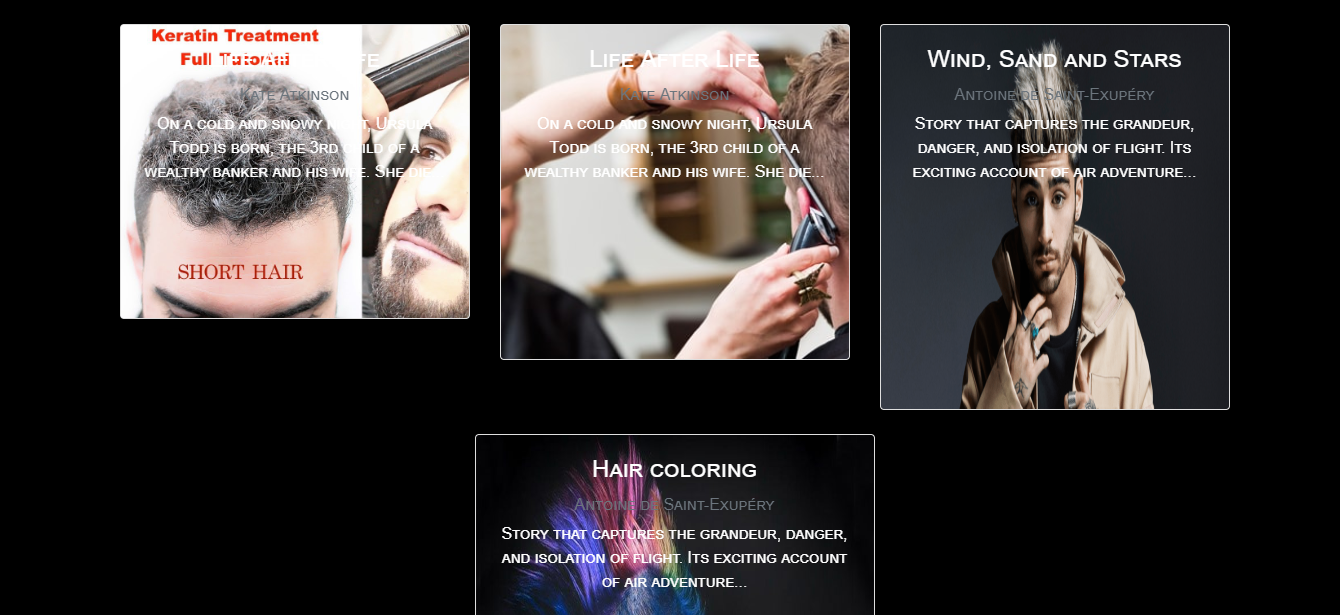 Keratin Treatment
Full Tutorial
Life After Life
Kate Atkinson
On a cold and snowy night, Ursula
Todd is born, the 3rd child of a
wealthy banker and his wife. She die...
SHORT HAIR
Life After Life
Kate Atkinson
On a cold and snowy night, Ursula
Todd is born, the 3rd child of a
wealthy banker and his wife. She die...
Wind, Sand and Stars
Antoine de Saint-Exupéry
Story that captures the grandeur,
danger, and isolation of flight. Its
exciting account of air adventure...
Hair coloring
Antoine de Saint-Exupéry
Story that captures the grandeur, danger,
and isolation of flight. Its exciting account
of air adventure...